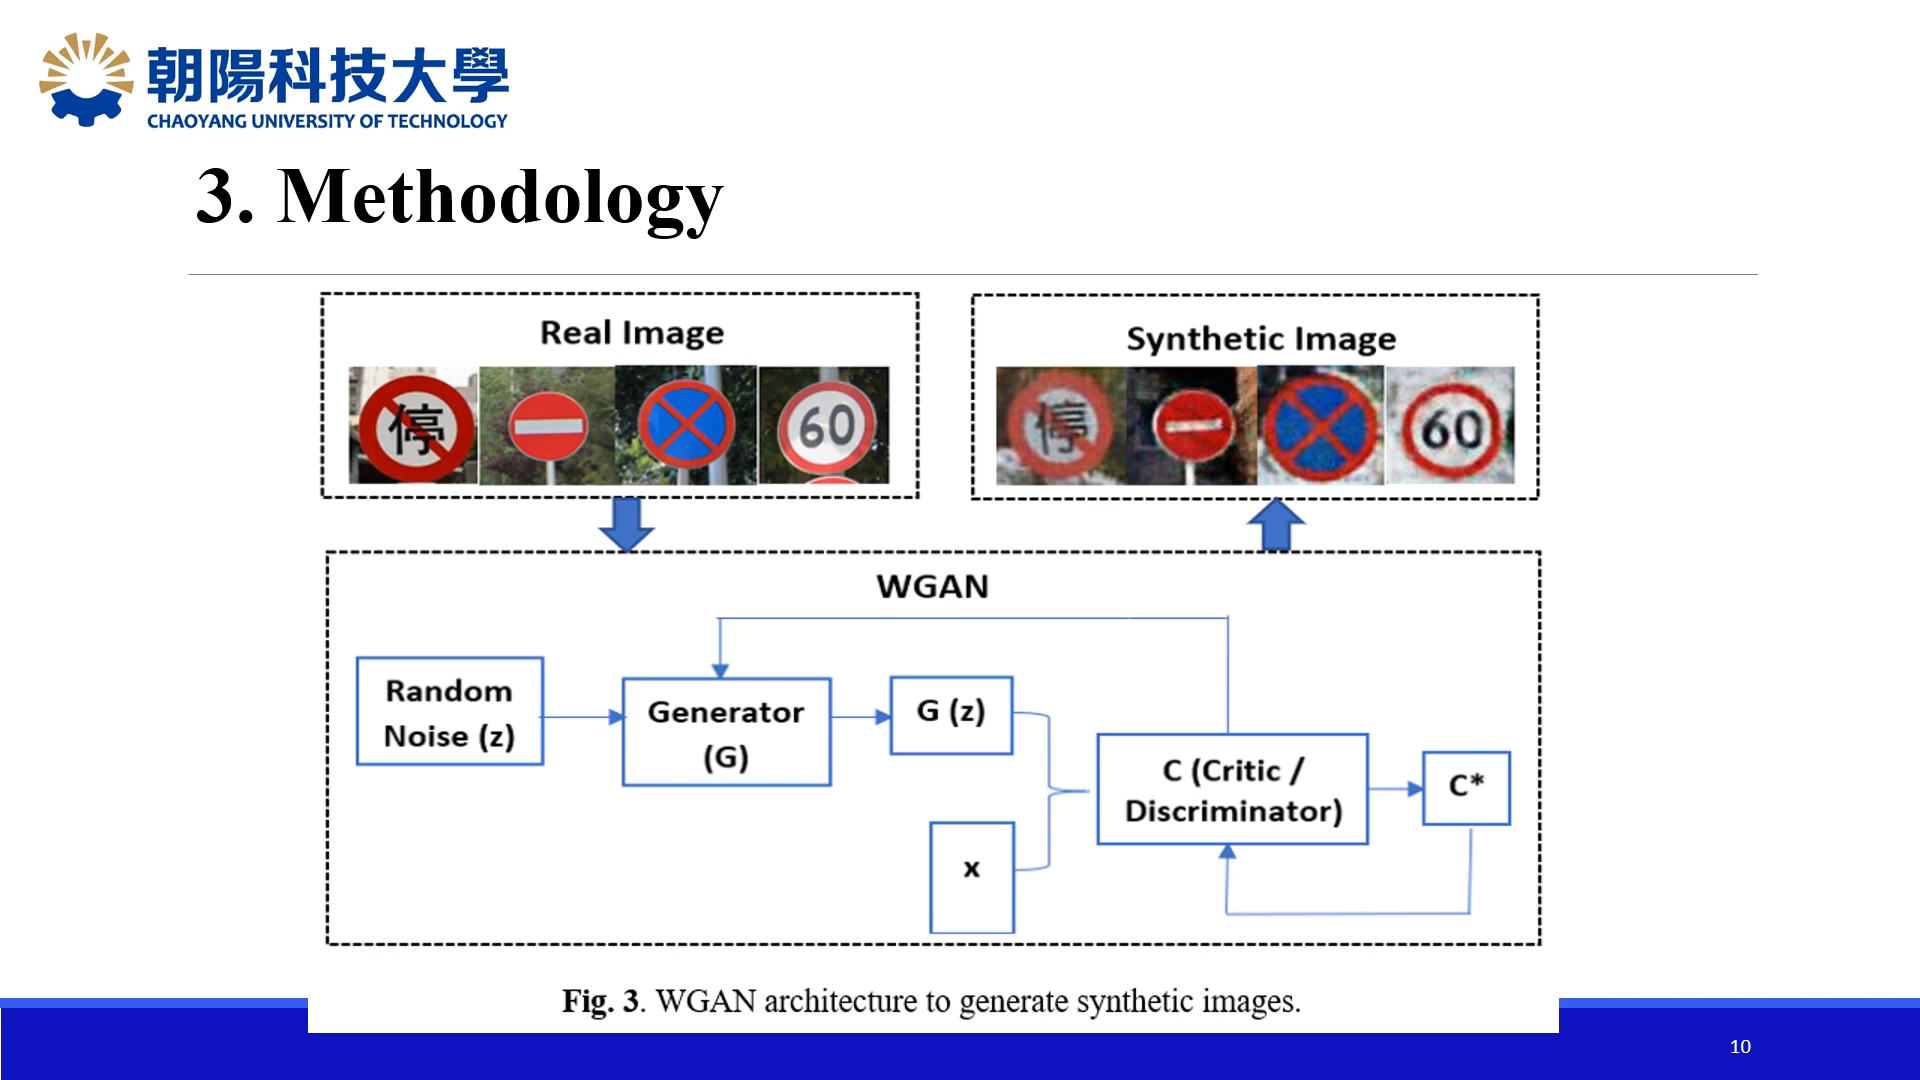 朝陽科技大學
CHAOYANG UNIVERSITY OF TECHNOLOGY
3. Methodology
Real Image
停
60
Synthetic Image
停
60
WGAN
Random
Noise (z)
Generator
(G)
G (z)
x
C (Critic /
Discriminator)
C*
Fig. 3. WGAN architecture to generate synthetic images.
10